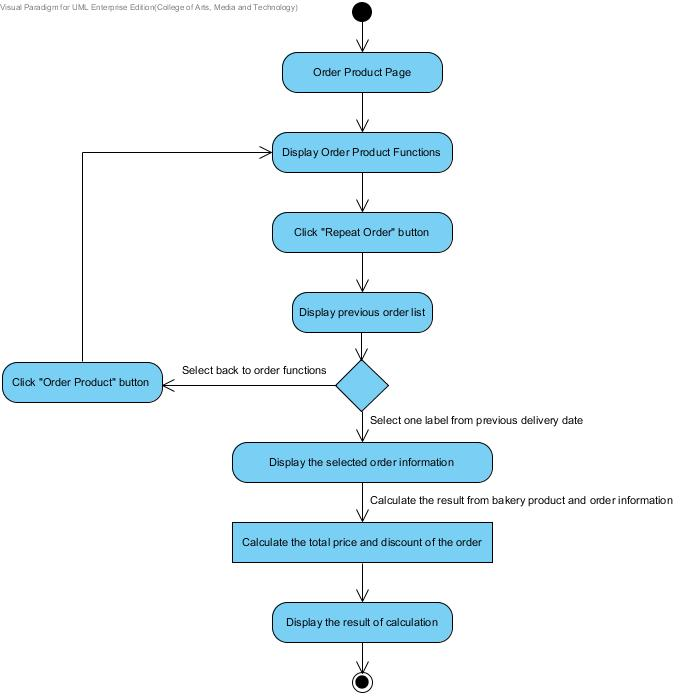 Visual Paradigm for UML Enterprise Edition(College of Arts, Media and Technology)
Order Product Page
Display Order Product Functions
Click "Repeat Order" button
Display previous order list
Select back to order functions
Click "Order Product" button
Select one label from previous delivery date
Display the selected order information
Calculate the result from bakery product and order information
Calculate the total price and discount of the order
Display the result of calculation